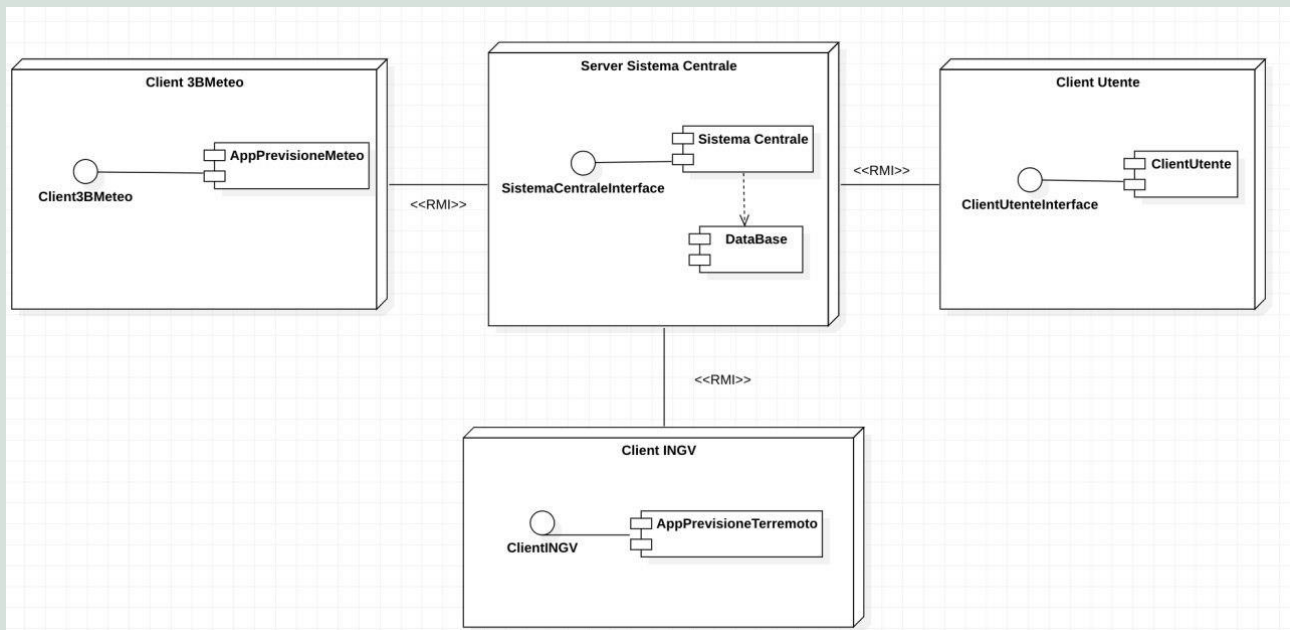 Client 3BMeteo
AppPrevisioneMeteo
Client3BMeteo
<<RMI>>
Server Sistema Centrale
Sistema Centrale
SistemaCentraleInterface
DataBase
<<RMI>>
Client Utente
ClientUtente
ClientUtenteInterface
<<RMI>>
Client INGV
AppPrevisioneTerremoto
ClientINGV